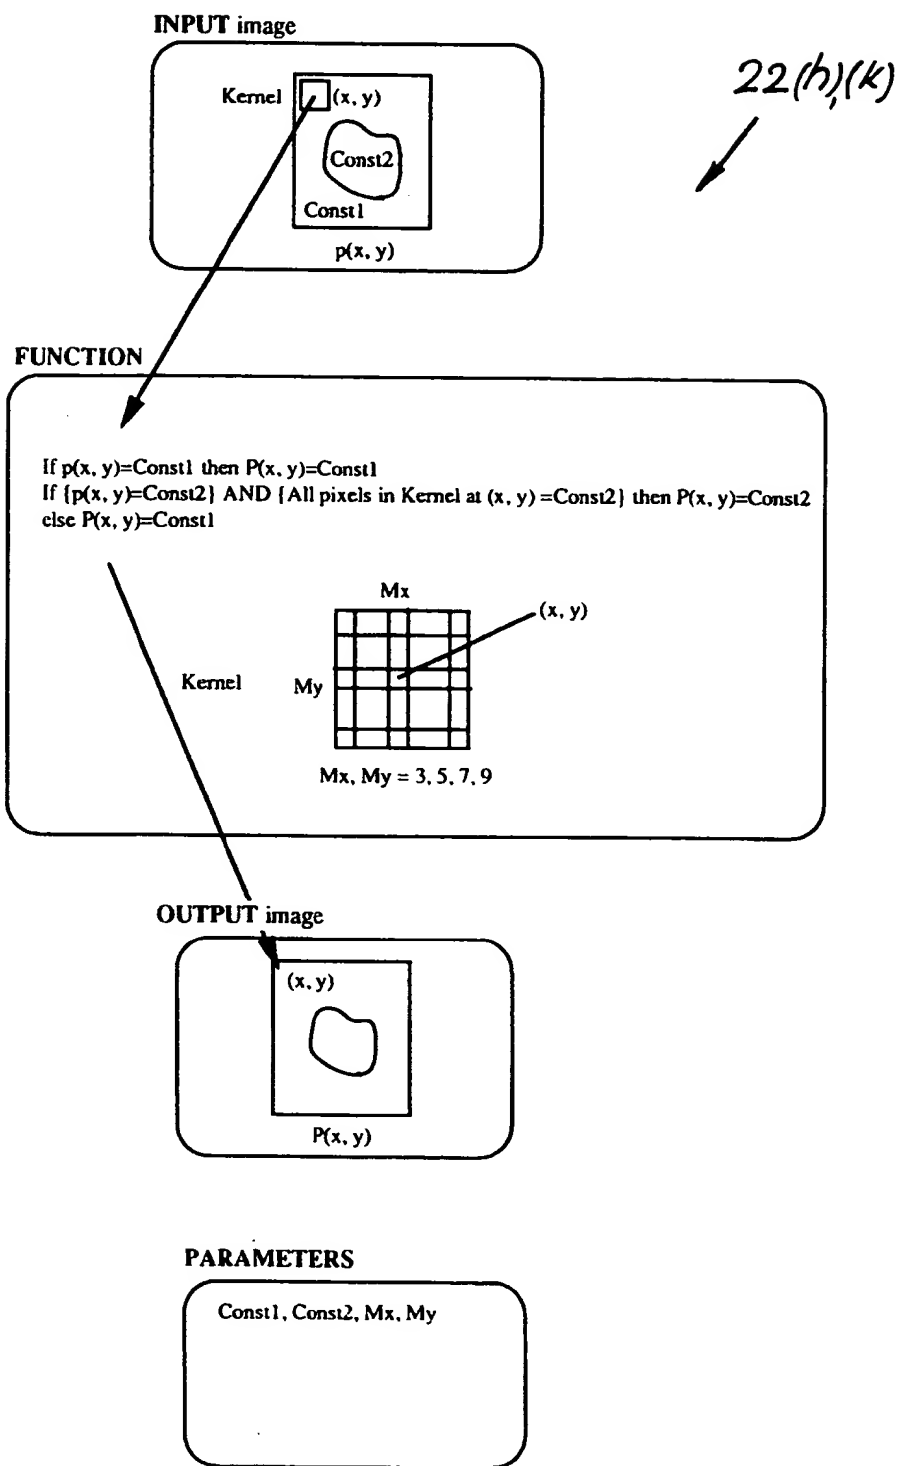 INPUT image
22(h),(k)
Kernel
(x, y)
Const2
Const1
p(x, y)
FUNCTION
If p(x, y)=Const1 then P(x, y)=Const1
If {p(x, y)=Const2} AND {All pixels in Kernel at (x, y) =Const2} then P(x, y)=Const2
else P(x, y)=Const1
Mx
(x, y)
Kernel
My
Mx, My = 3, 5, 7, 9
OUTPUT image
(x, y)
P(x, y)
PARAMETERS
Const1, Const2, Mx, My